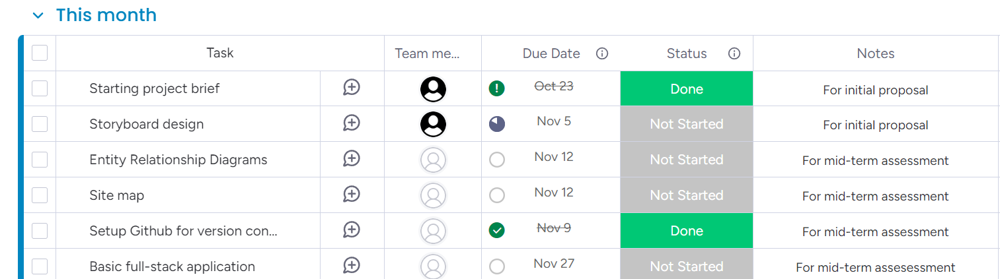 This month
Task Team me... Due Date Status Notes
Starting project brief Oct 23 Done For initial proposal
Storyboard design Nov 5 Not Started For initial proposal
Entity Relationship Diagrams Nov 12 Not Started For mid-term assessment
Site map Nov 12 Not Started For mid-term assessment
Setup Github for version con... Nov 9 Done For mid-term assessment
Basic full-stack application Nov 27 Not Started For mid-term assesessment